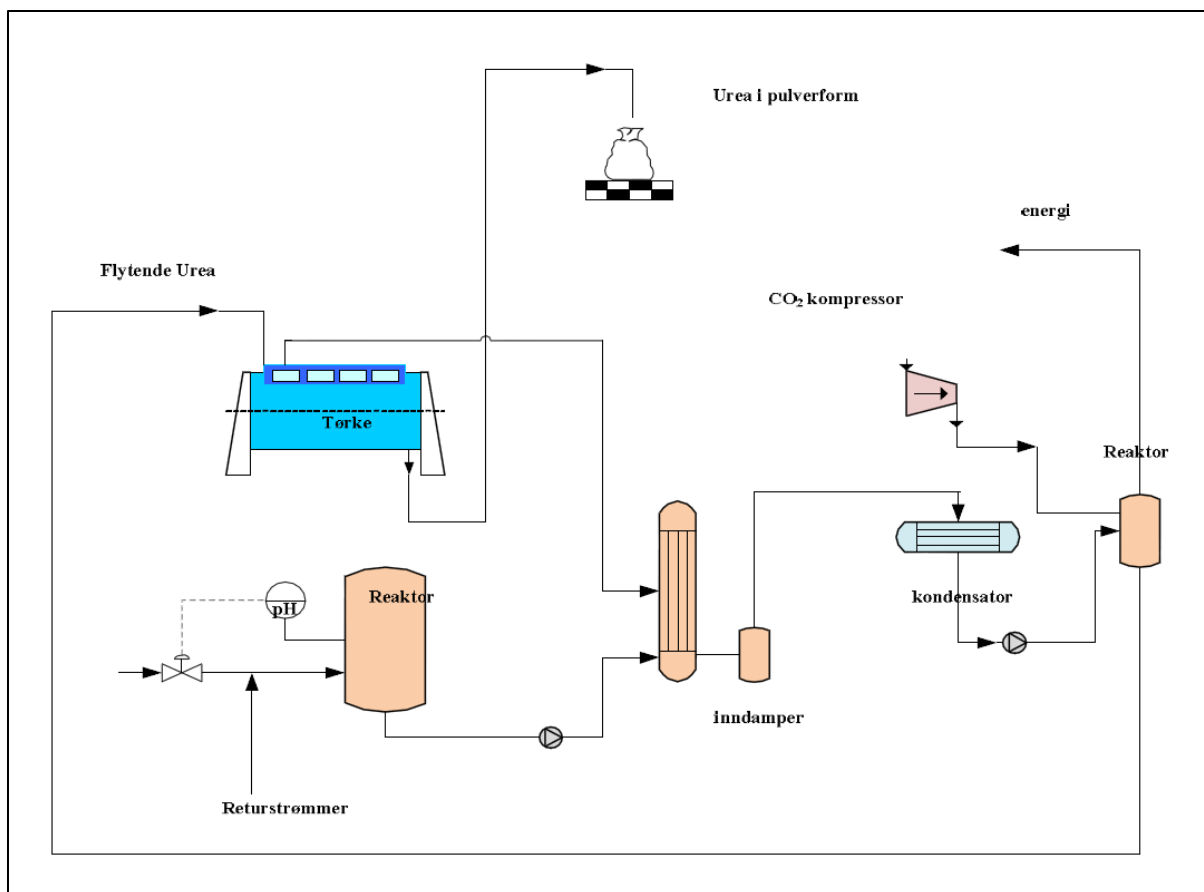 Urea i pulverform
energi
Flytende Urea
CO₂ kompressor
Tørke
Reaktor
Reaktor
pH
kondensator
inndamper
Returstrømmer